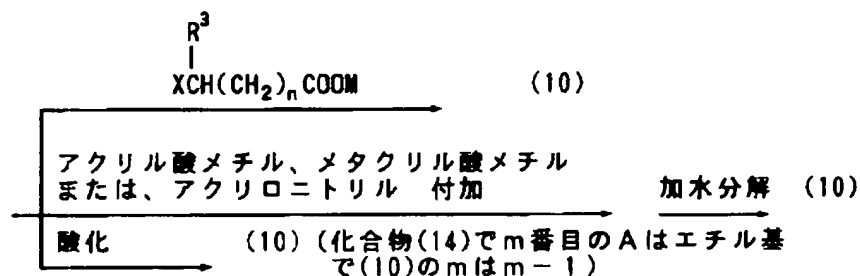 R³
XCH(CH₂)ₙCOOM (10)
アクリル酸メチル、メタクリル酸メチル
または、アクリロニトリル 付加 加水分解 (10)
酸化 (10) (化合物(14)でm番目のAはエチル基
で(10)のmはm-1)